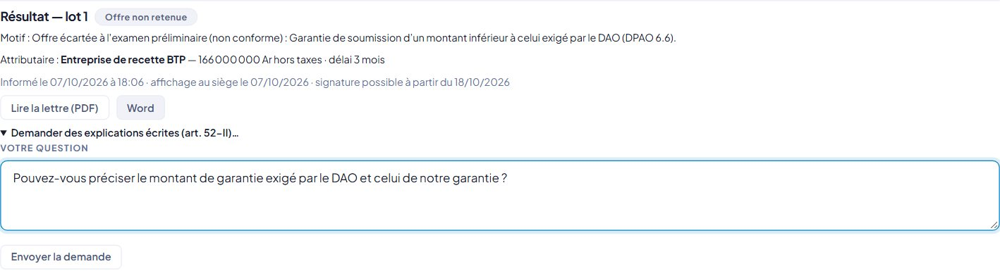 Résultat — lot 1 Offre non retenue
Motif : Offre écartée à l'examen préliminaire (non conforme) : Garantie de soumission d'un montant inférieur à celui exigé par le DAO (DPAO 6.6).
Attributaire : Entreprise de recette BTP — 166 000 000 Ar hors taxes · délai 3 mois
Informé le 07/10/2026 à 18:06 · affichage au siège le 07/10/2026 · signature possible à partir du 18/10/2026
Lire la lettre (PDF) Word
▼ Demander des explications écrites (art. 52-II)…
VOTRE QUESTION
Pouvez-vous préciser le montant de garantie exigé par le DAO et celui de notre garantie ?
Envoyer la demande